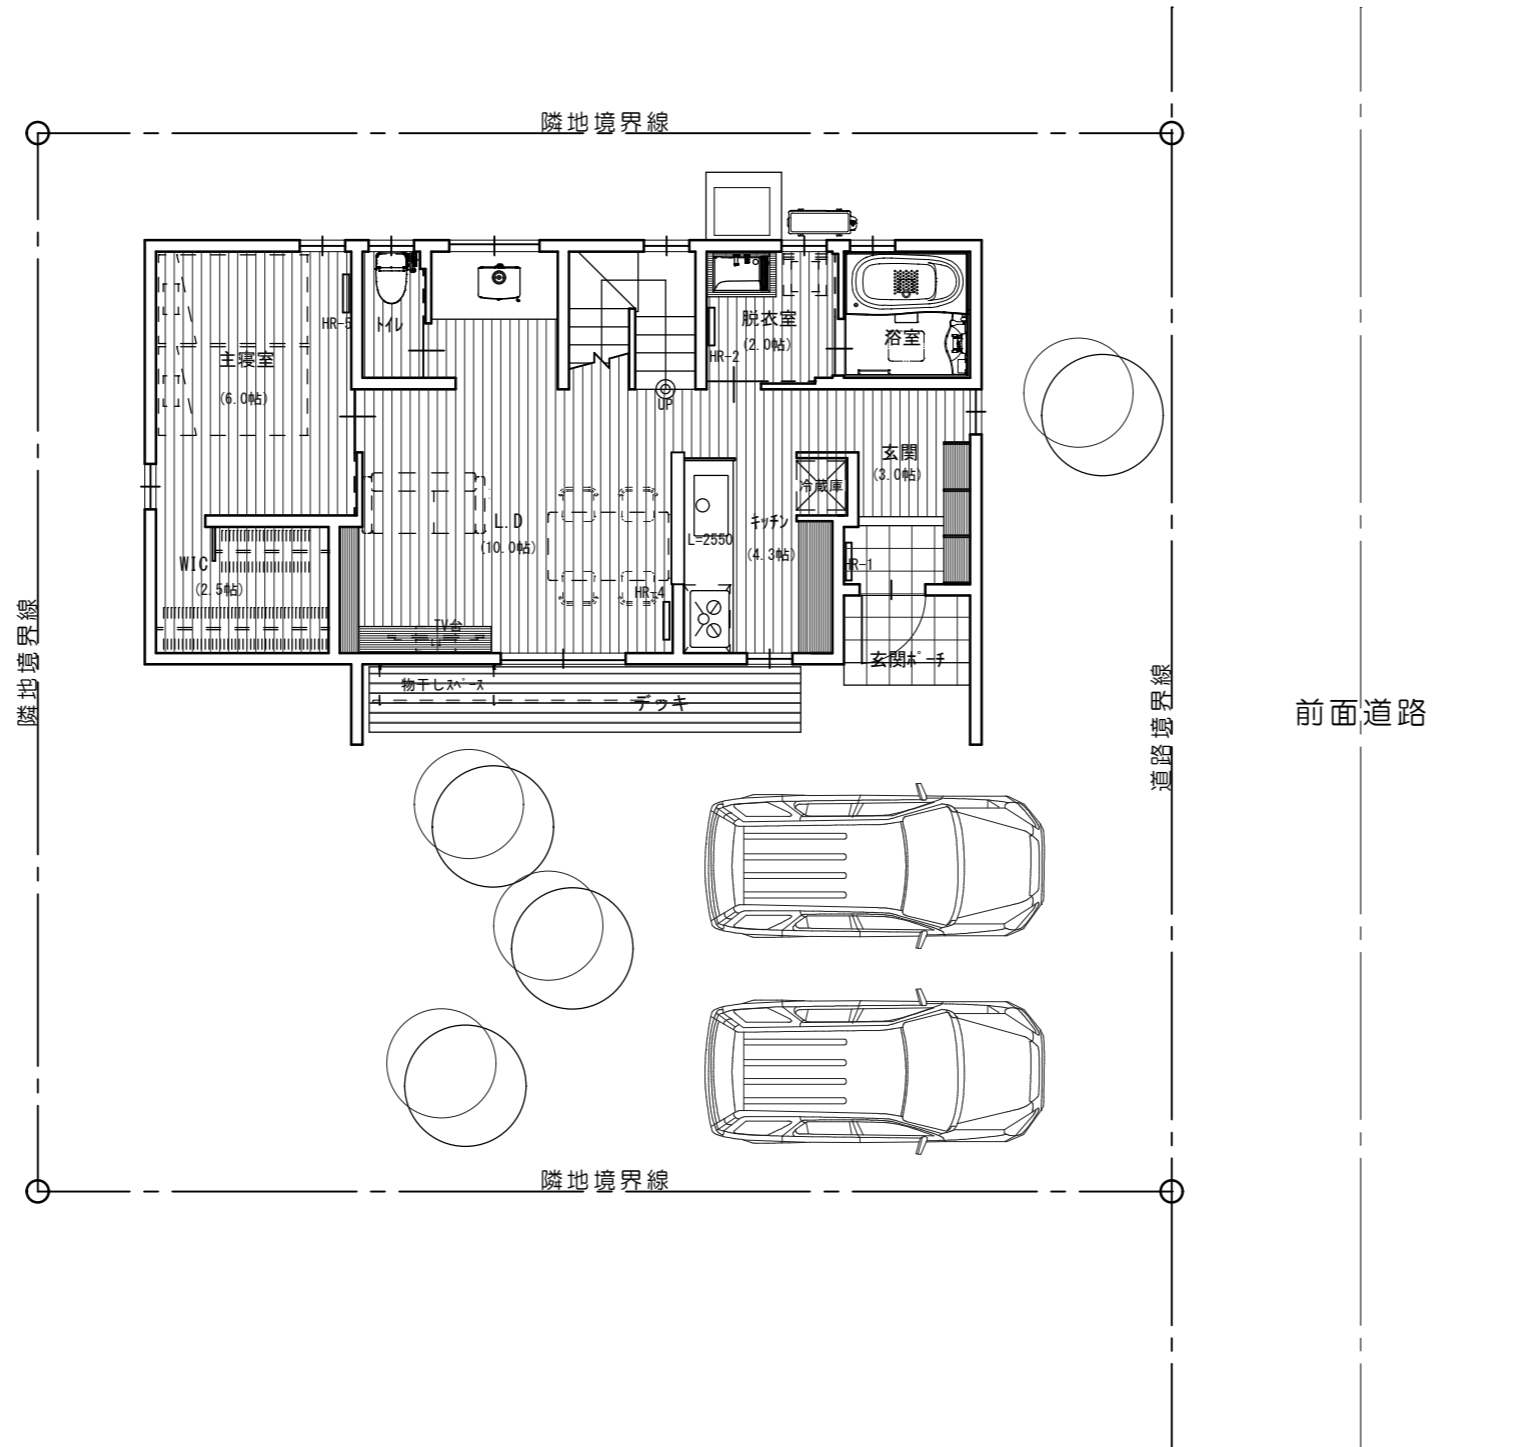 隣地境界線
HR-5
トイレ
脱衣室
(2.0帖)
浴室
主寝室
HR-2
(6.0帖)
UP
玄関
(3.0帖)
冷蔵庫
L.D
(10.0帖)
キッチン
L=2550
(4.3帖)
HR-1
WIC
(2.5帖)
HR-4
TV台
玄関ポーチ
物干しスペース
デッキ
隣地境界線
道路境界線
前面道路
隣地境界線